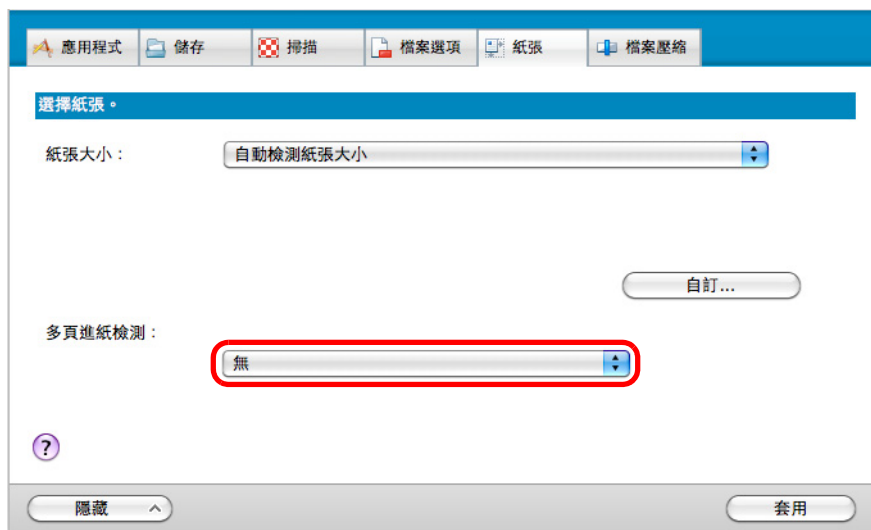 應用程式 儲存 掃描 檔案選項 紙張 檔案壓縮
選擇紙張。
紙張大小： 自動檢測紙張大小
自訂...
多頁進紙檢測：
無
?
隱藏 套用